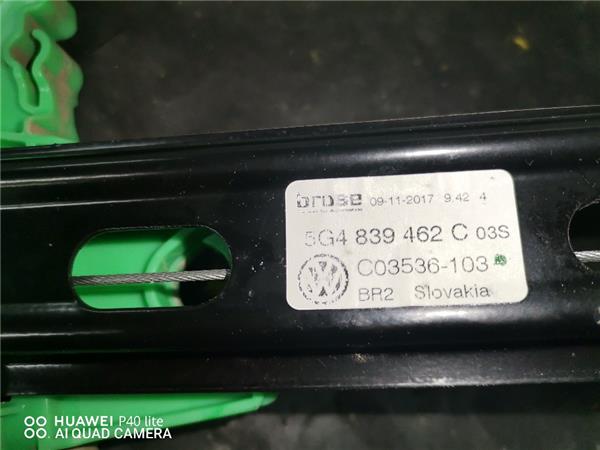 brose 09-11-2017 9.42 4
5G4 839 462 C 03S
C03536-103
BR2 Slovakia
HUAWEI P40 lite
AI QUAD CAMERA